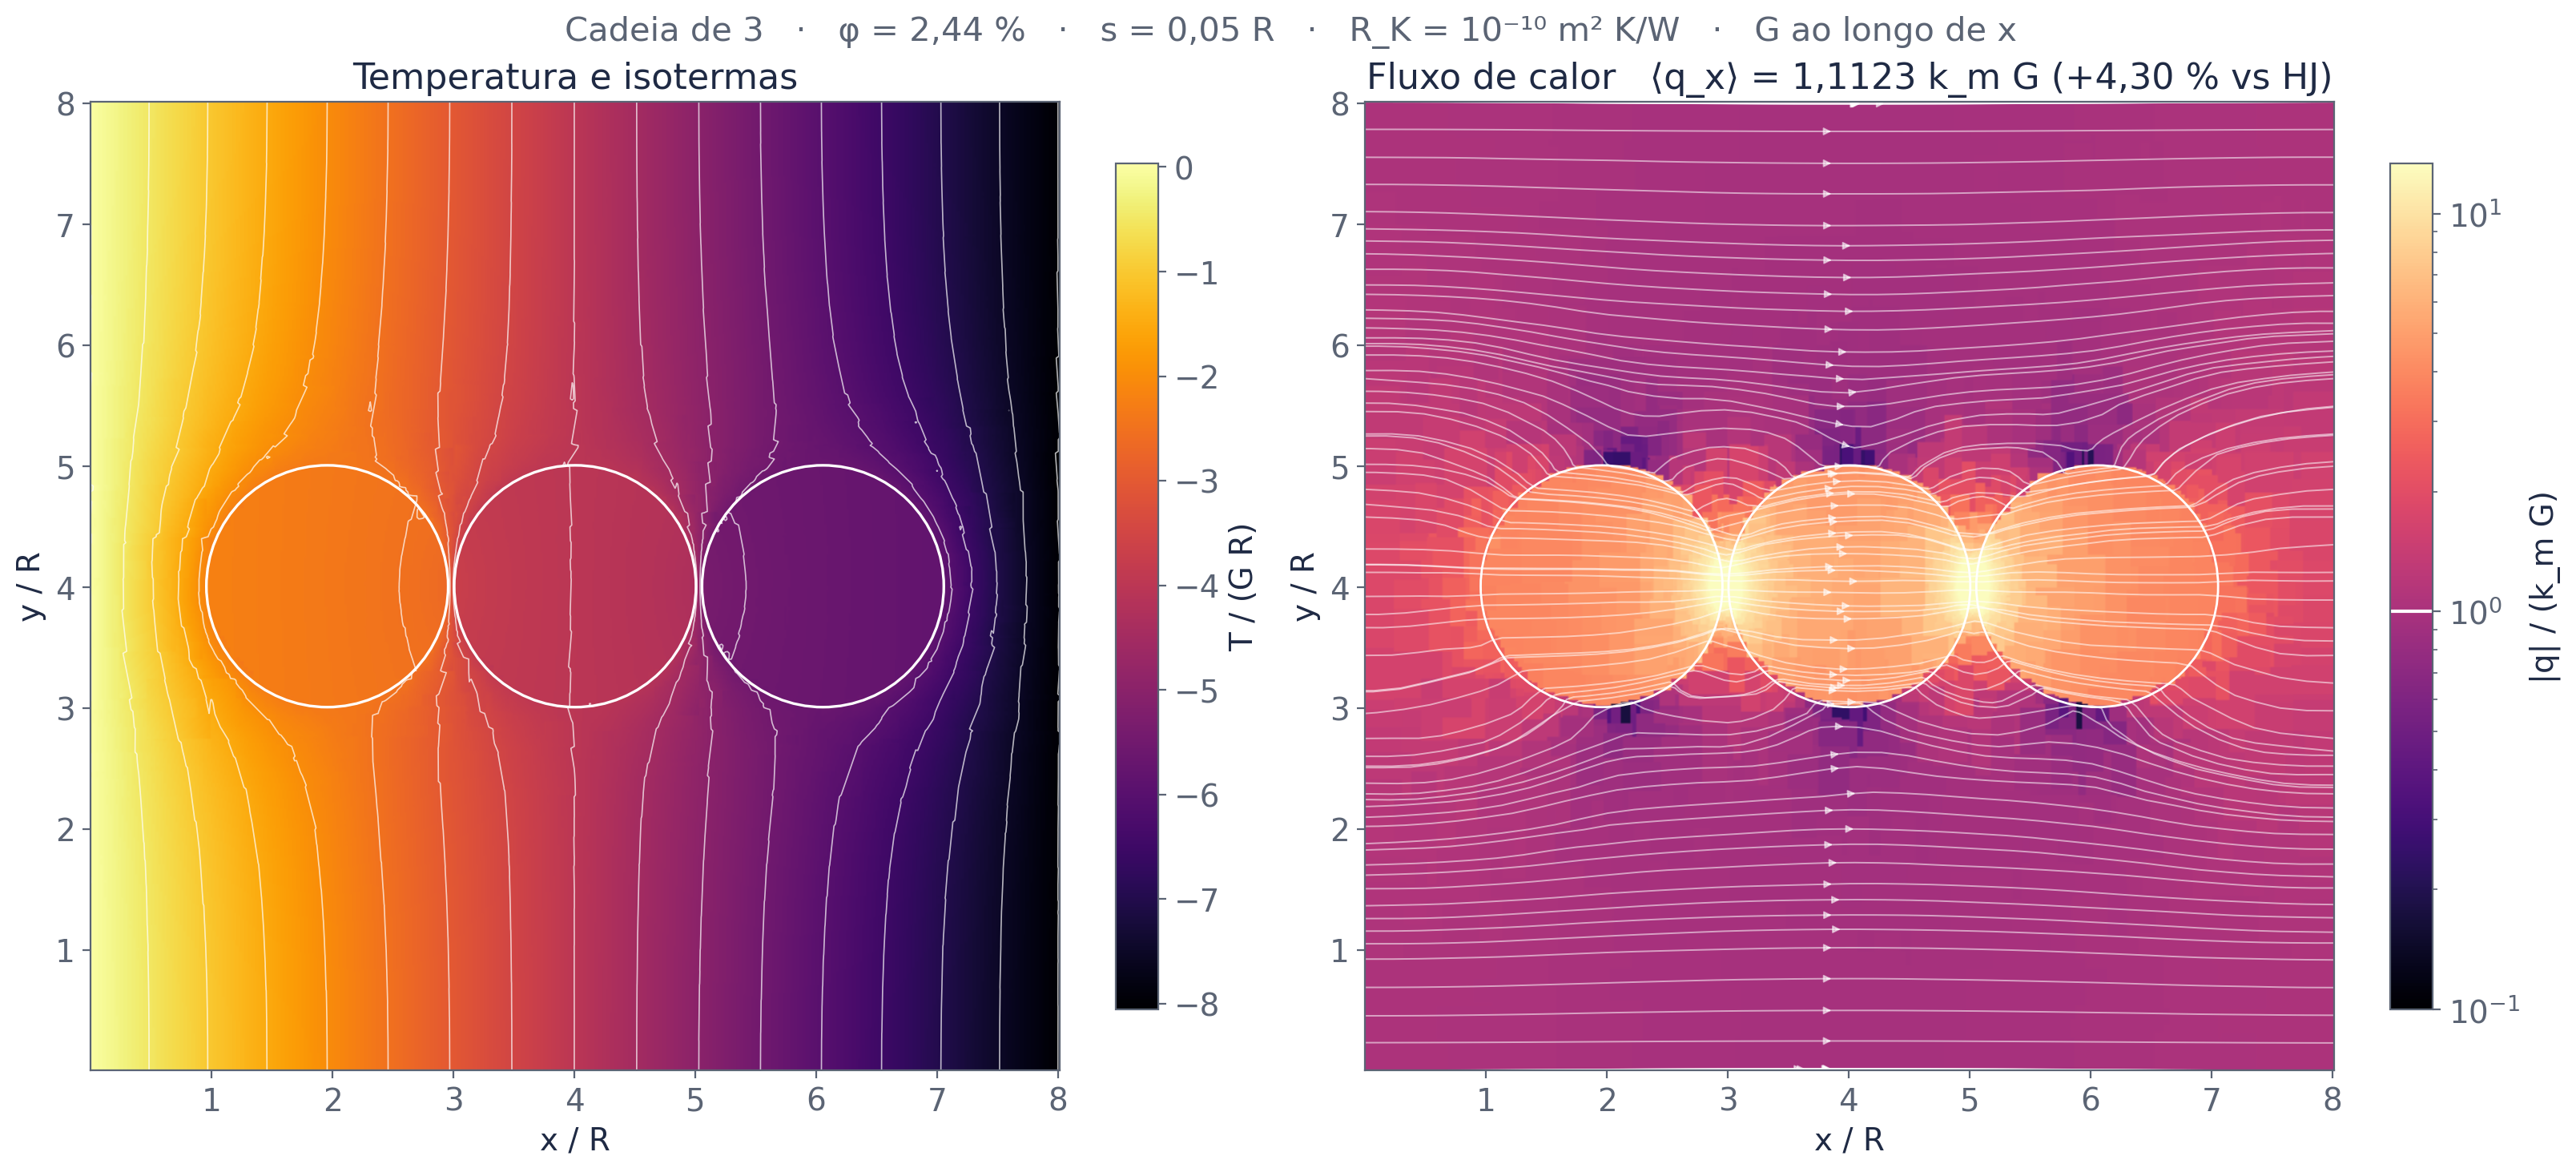 Cadeia de 3 · φ = 2,44 % · s = 0,05 R · R_K = 10⁻¹⁰ m² K/W · G ao longo de x
Temperatura e isotermas
8
7
6
5
4
3
2
1
y / R
1 2 3 4 5 6 7 8
x / R
0
−1
−2
−3
−4
−5
−6
−7
−8
T / (G R)
Fluxo de calor ⟨q_x⟩ = 1,1123 k_m G (+4,30 % vs HJ)
8
7
6
5
4
3
2
1
y / R
1 2 3 4 5 6 7 8
x / R
10¹
10⁰
10⁻¹
|q| / (k_m G)